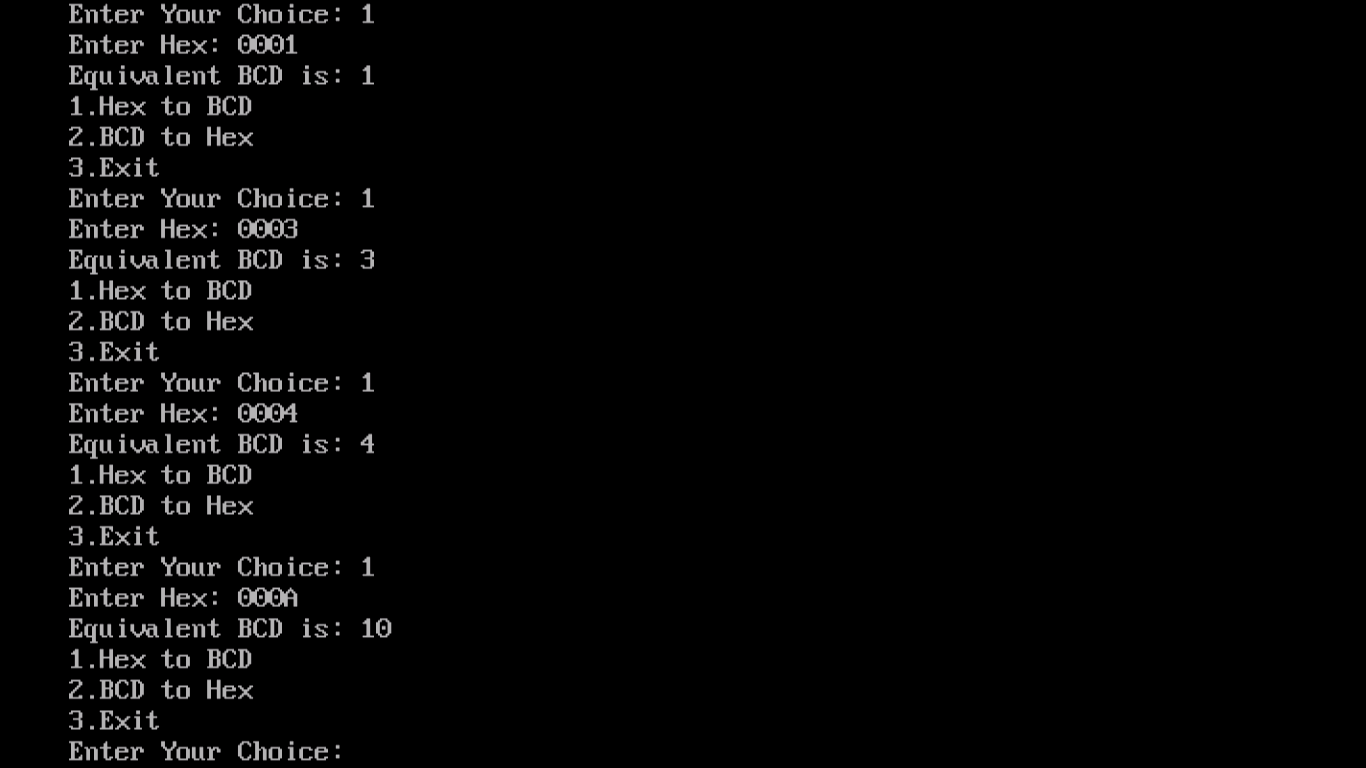 Enter Your Choice: 1
Enter Hex: 0001
Equivalent BCD is: 1
1.Hex to BCD
2.BCD to Hex
3.Exit
Enter Your Choice: 1
Enter Hex: 0003
Equivalent BCD is: 3
1.Hex to BCD
2.BCD to Hex
3.Exit
Enter Your Choice: 1
Enter Hex: 0004
Equivalent BCD is: 4
1.Hex to BCD
2.BCD to Hex
3.Exit
Enter Your Choice: 1
Enter Hex: 000A
Equivalent BCD is: 10
1.Hex to BCD
2.BCD to Hex
3.Exit
Enter Your Choice: